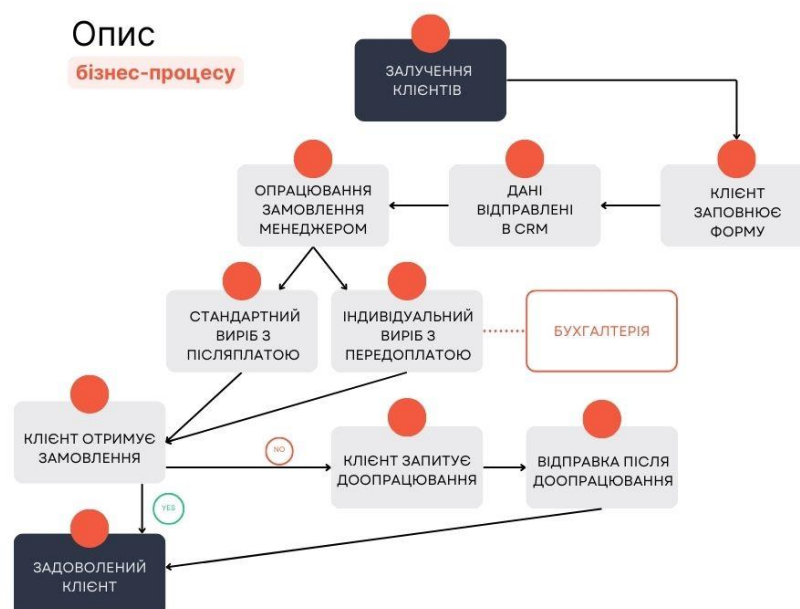 Опис
бізнес-процесу
ЗАЛУЧЕННЯ
КЛІЄНТІВ
КЛІЄНТ
ЗАПОВНЮЄ
ФОРМУ
ДАНІ
ВІДПРАВЛЕНІ
В CRM
ОПРАЦЮВАННЯ
ЗАМОВЛЕННЯ
МЕНЕДЖЕРОМ
СТАНДАРТНИЙ
ВИРІБ З
ПІСЛЯПЛАТОЮ
ІНДИВІДУАЛЬНИЙ
ВИРІБ З
ПЕРЕДОПЛАТОЮ
БУХГАЛТЕРІЯ
КЛІЄНТ ОТРИМУЄ
ЗАМОВЛЕННЯ
NO
КЛІЄНТ ЗАПИТУЄ
ДООПРАЦЮВАННЯ
ВІДПРАВКА ПІСЛЯ
ДООПРАЦЮВАННЯ
YES
ЗАДОВОЛЕНИЙ
КЛІЄНТ